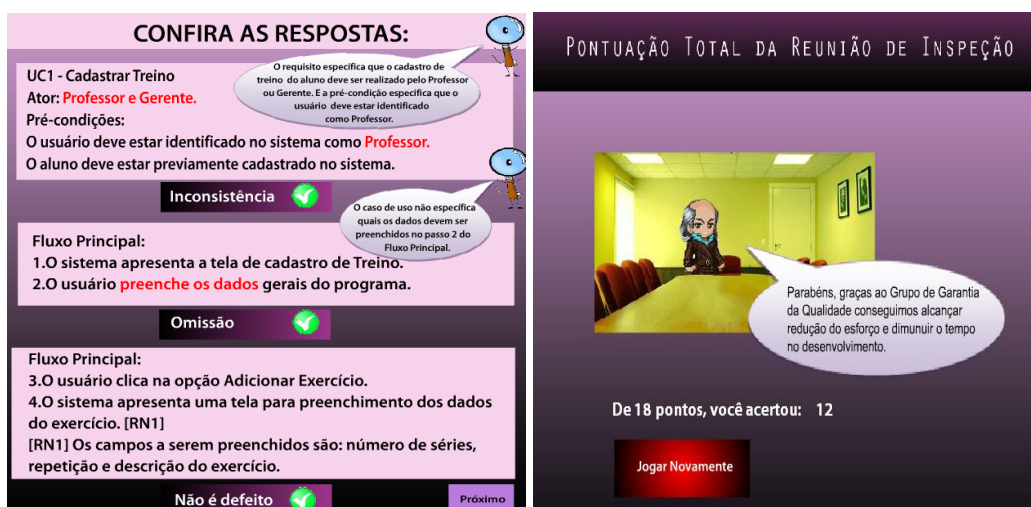 CONFIRA AS RESPOSTAS:
UC1 - Cadastrar Treino
Ator: Professor e Gerente.
Pré-condições:
O usuário deve estar identificado no sistema como Professor.
O aluno deve estar previamente cadastrado no sistema.
O requisito especifica que o cadastro de
treino do aluno deve ser realizado pelo Professor
ou Gerente. E a pré-condição especifica que o
usuário deve estar identificado
como Professor.
Inconsistência
O caso de uso não específica
quais os dados devem ser
preenchidos no passo 2 do
Fluxo Principal.
Fluxo Principal:
1.O sistema apresenta a tela de cadastro de Treino.
2.O usuário preenche os dados gerais do programa.
Omissão
Fluxo Principal:
3.O usuário clica na opção Adicionar Exercício.
4.O sistema apresenta uma tela para preenchimento dos dados
do exercício. [RN1]
[RN1] Os campos a serem preenchidos são: número de séries,
repetição e descrição do exercício.
Não é defeito
Próximo
Pontuação Total da Reunião de Inspeção
Parabéns, graças ao Grupo de Garantia
da Qualidade conseguimos alcançar
redução do esforço e dimunuir o tempo
no desenvolvimento.
De 18 pontos, você acertou: 12
Jogar Novamente